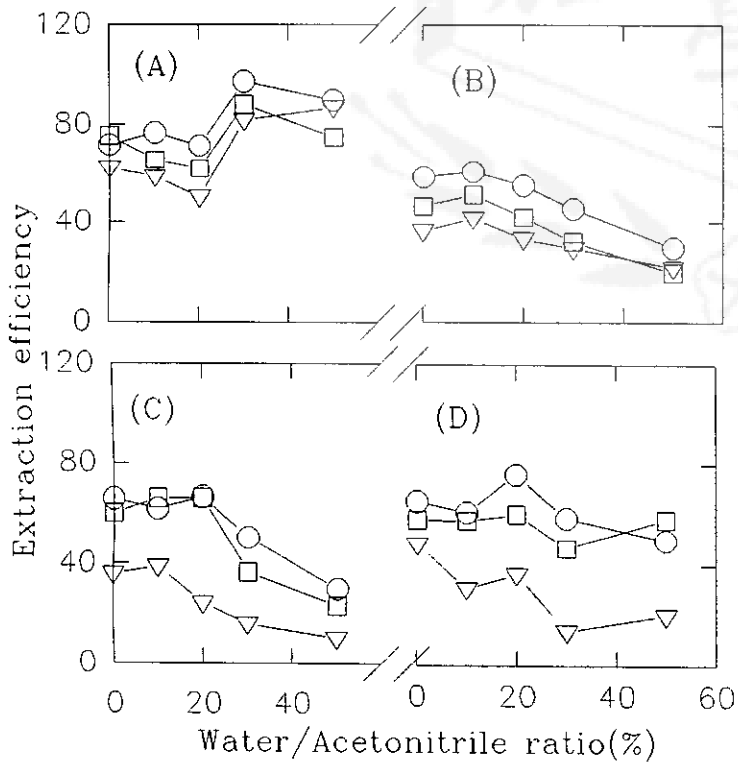 120
80
40
0
(A)
(B)
120
80
40
0
(C)
(D)
0 20 40
0 20 40 60
Extraction efficiency
Water/Acetonitrile ratio(%)